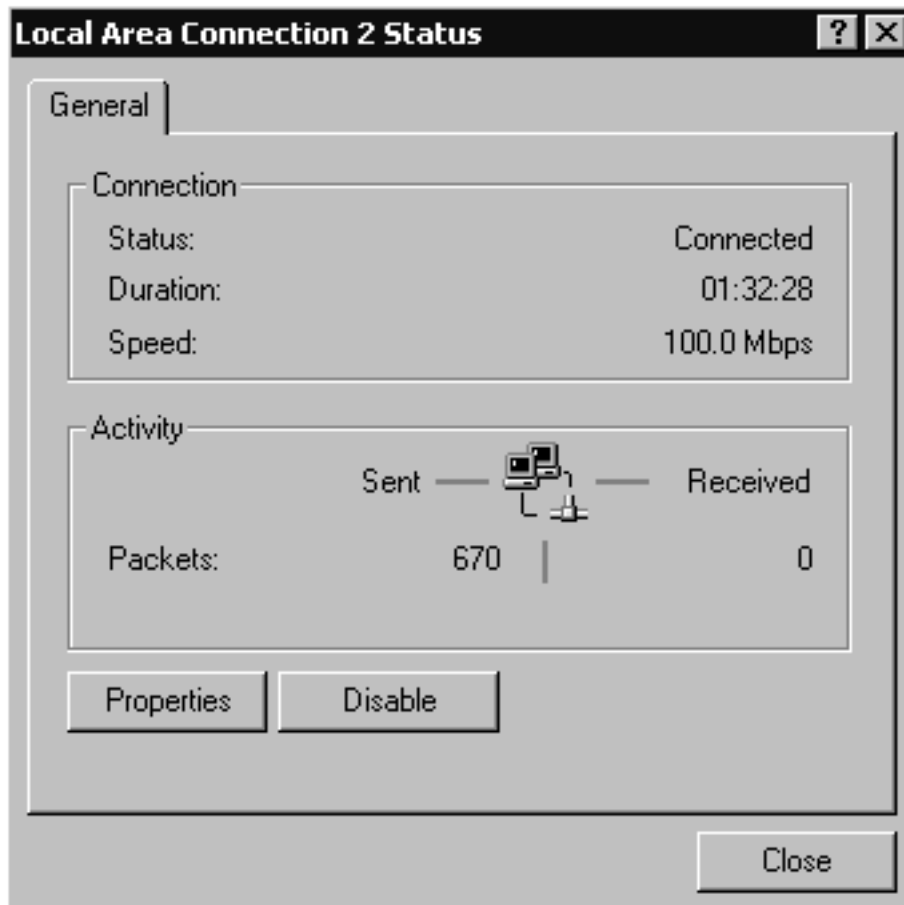 Local Area Connection 2 Status
General
Connection
Status: Connected
Duration: 01:32:28
Speed: 100.0 Mbps
Activity
Sent Received
Packets: 670 0
Properties Disable
Close